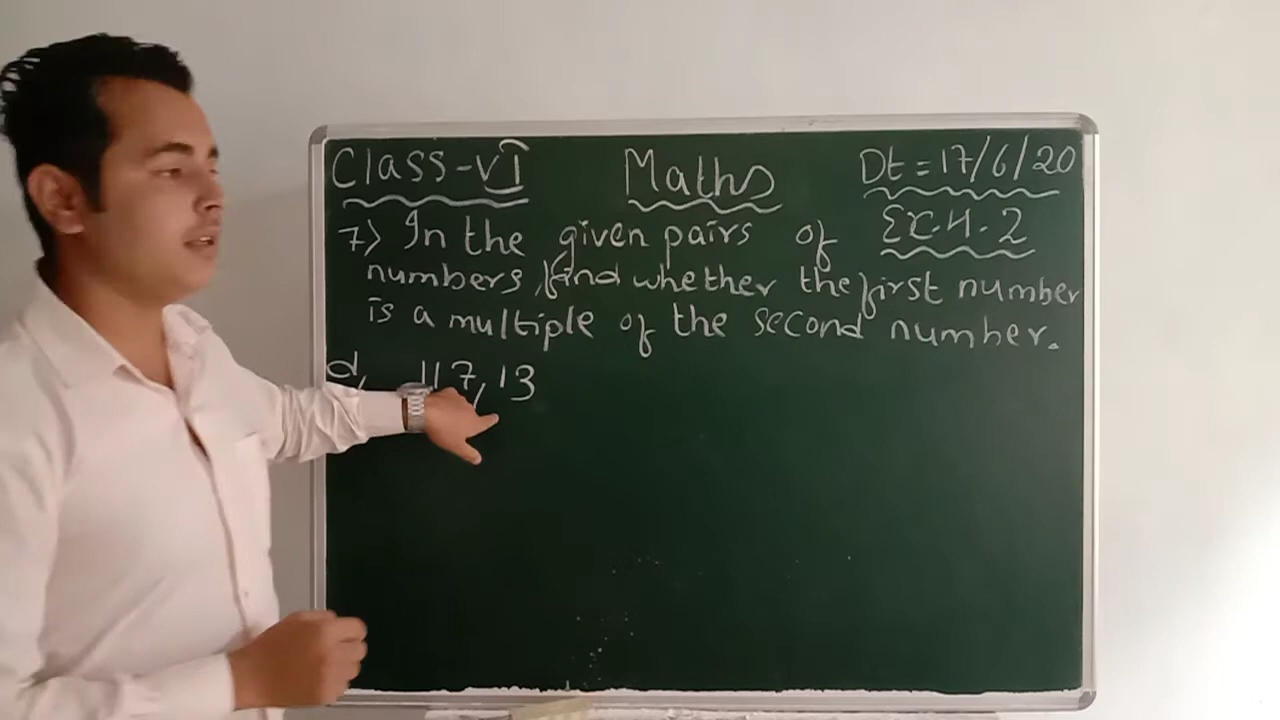 Class-VI Maths Dt = 17/6/20
Ex.4.2
7) In the given pairs of
numbers, find whether the first number
is a multiple of the second number.
d, 117, 13